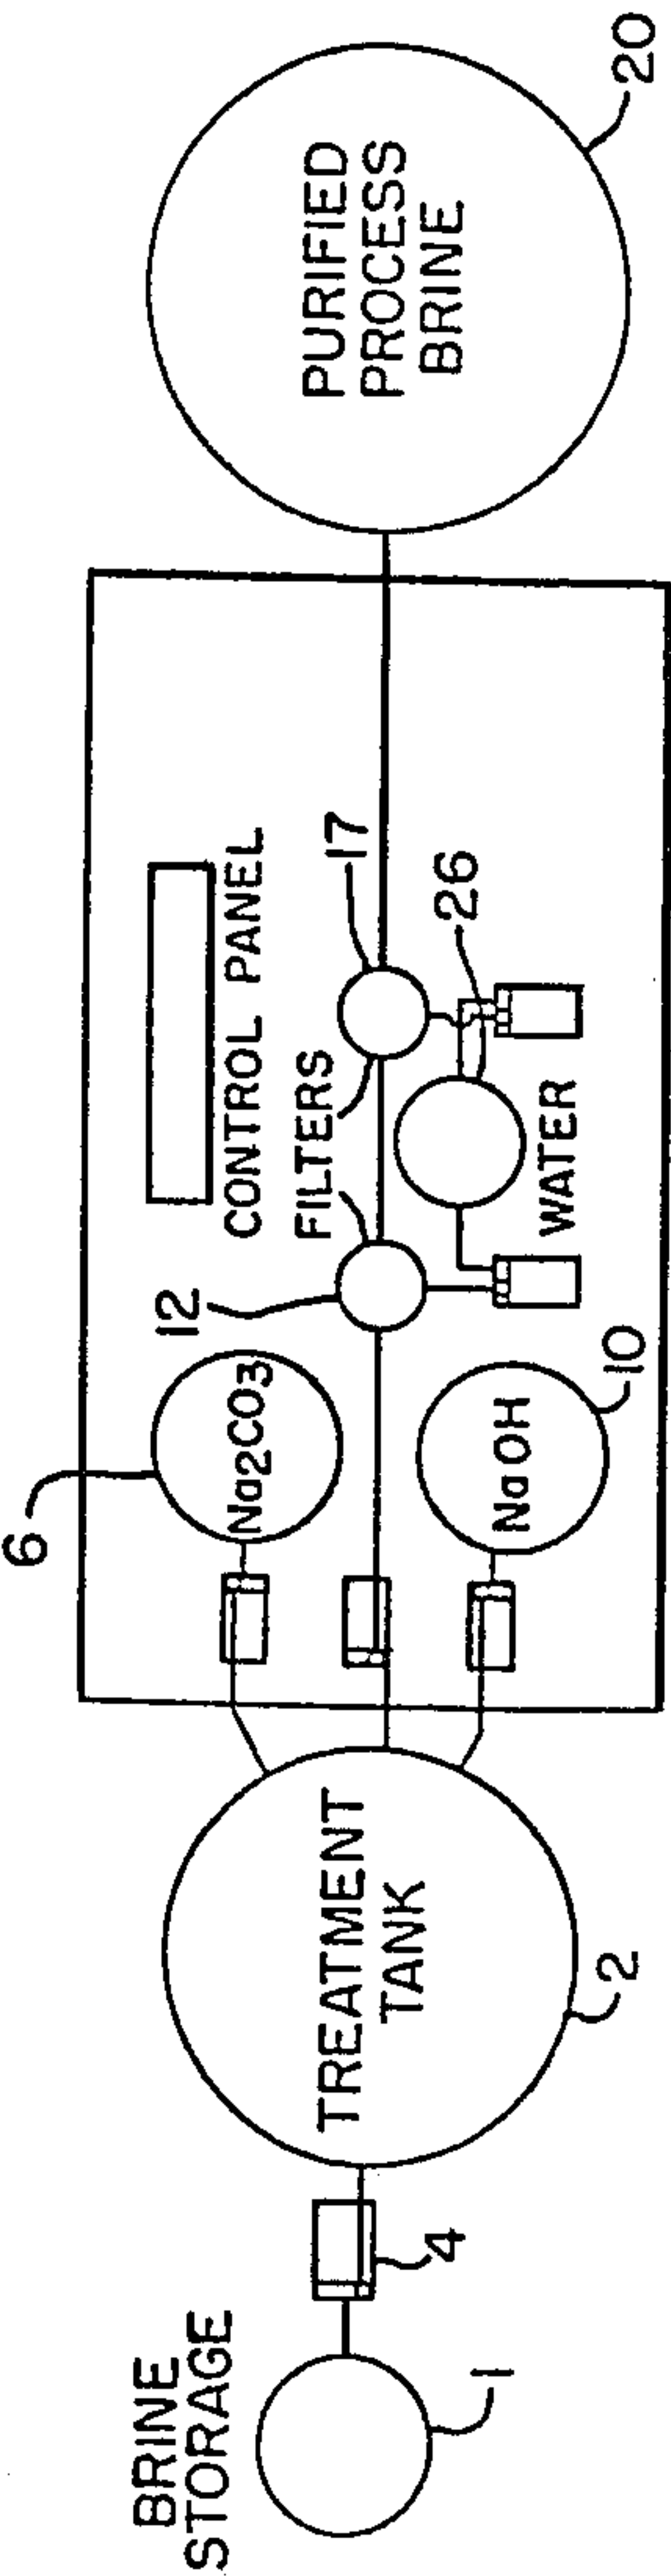 BRINE
STORAGE
1
4
TREATMENT
TANK
2
6
Na2CO3
NaOH
10
12
FILTERS
17
CONTROL PANEL
WATER
26
PURIFIED
PROCESS
BRINE
20